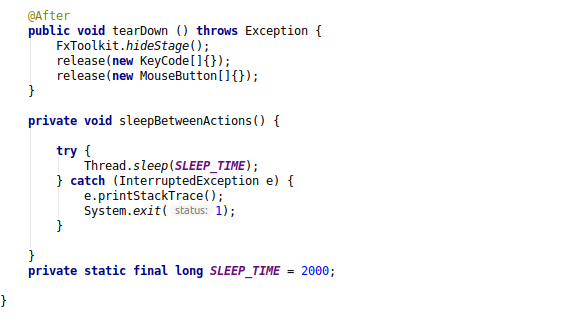 @After
public void tearDown () throws Exception {
FxToolkit.hideStage();
release(new KeyCode[]{});
release(new MouseButton[]{});
}
private void sleepBetweenActions() {
try {
Thread.sleep(SLEEP_TIME);
} catch (InterruptedException e) {
e.printStackTrace();
System.exit( status: 1);
}
}
private static final long SLEEP_TIME = 2000;
}